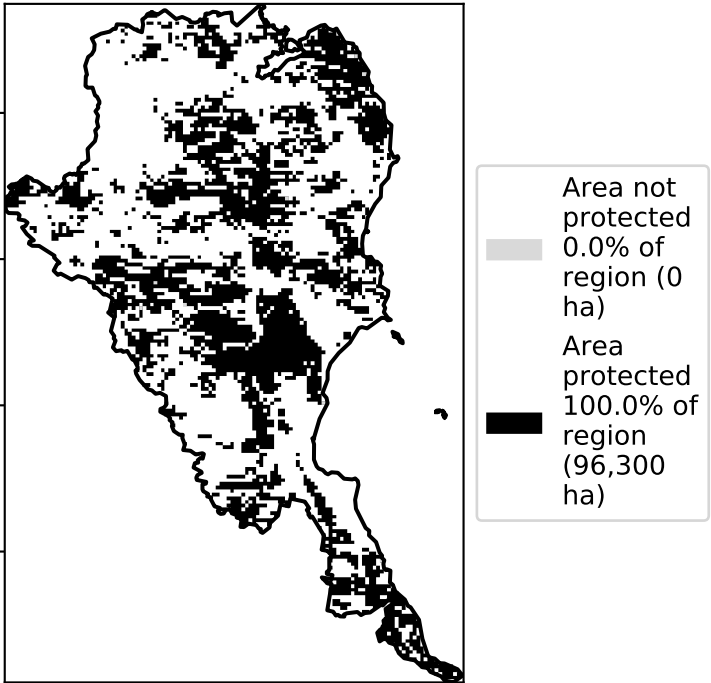 Area not
protected
0.0% of
region (0
ha)
Area
protected
100.0% of
region
(96,300
ha)